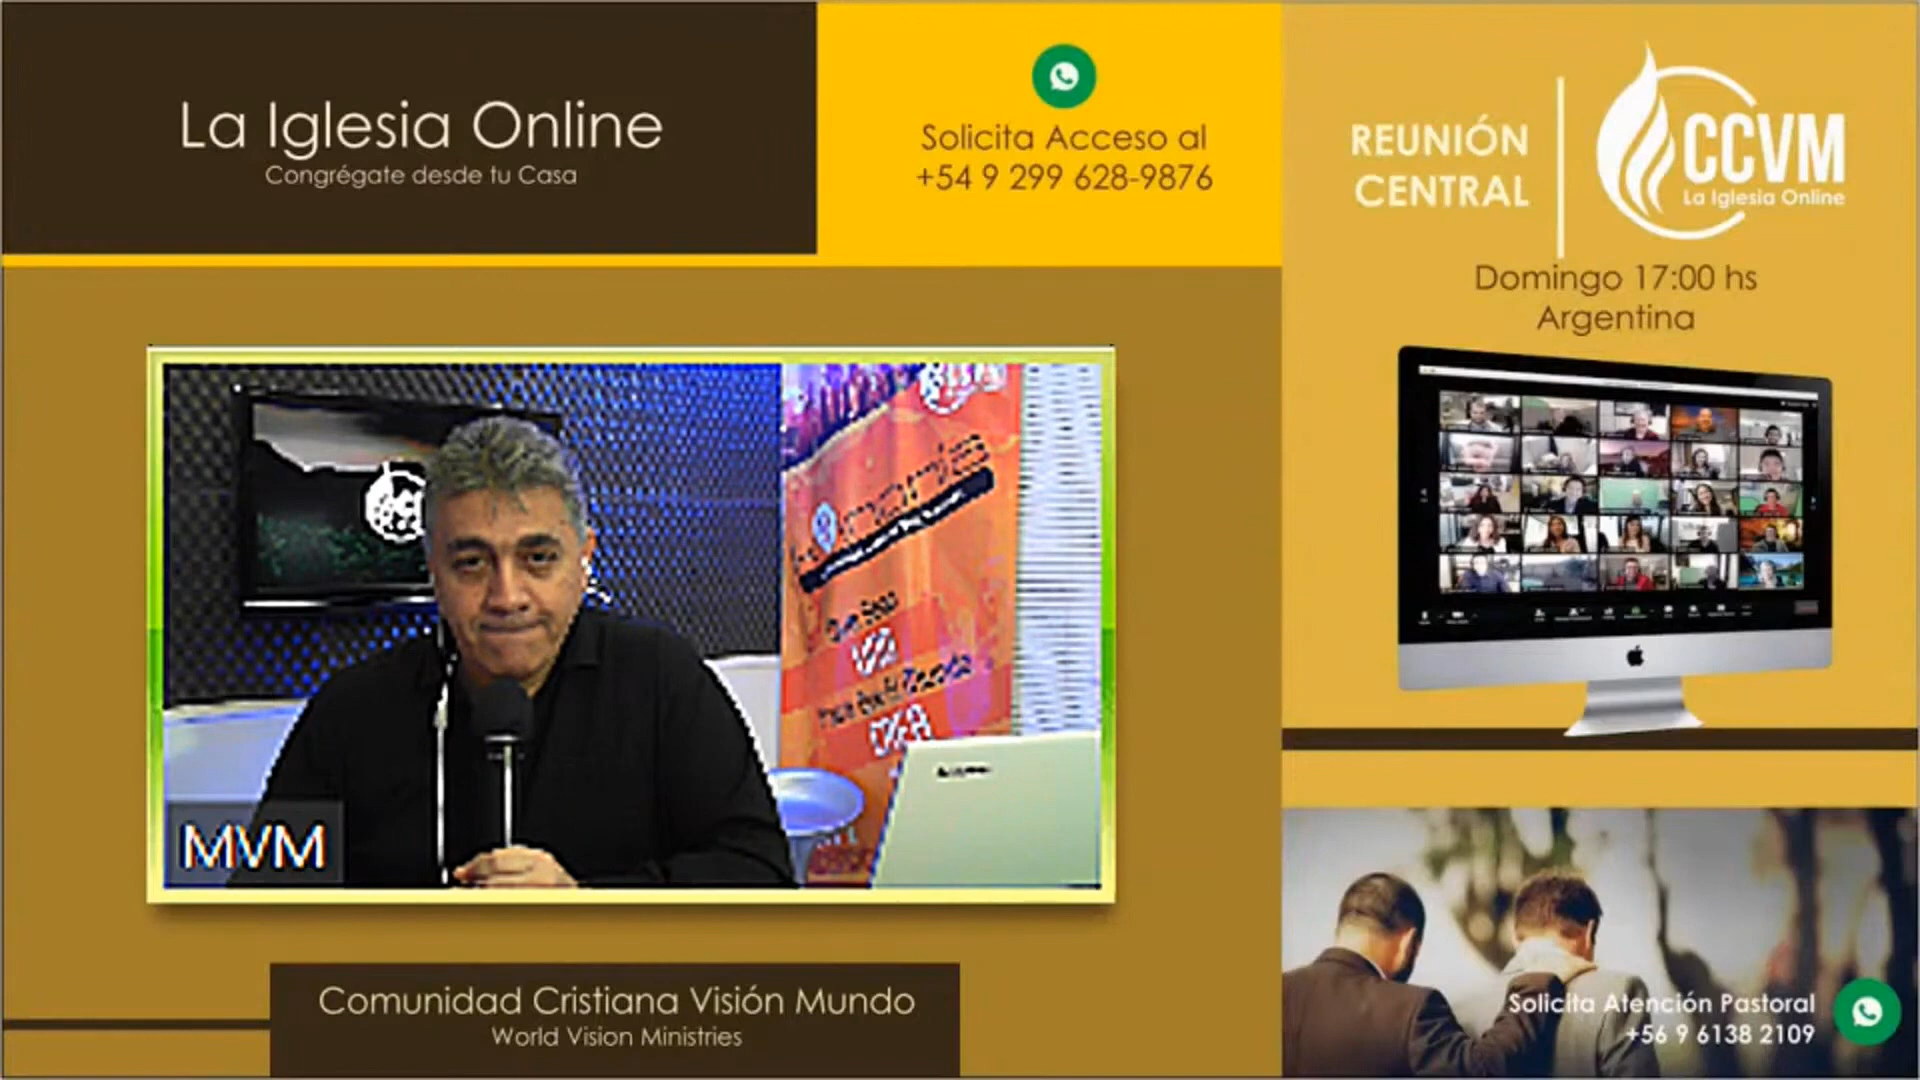 La Iglesia Online
Congrégate desde tu Casa
Solicita Acceso al
+54 9 299 628-9876
REUNIÓN
CENTRAL
CCVM
La Iglesia Online
Domingo 17:00 hs
Argentina
MVM
Comunidad Cristiana Visión Mundo
World Vision Ministries
Solicita Atención Pastoral
+56 9 6138 2109